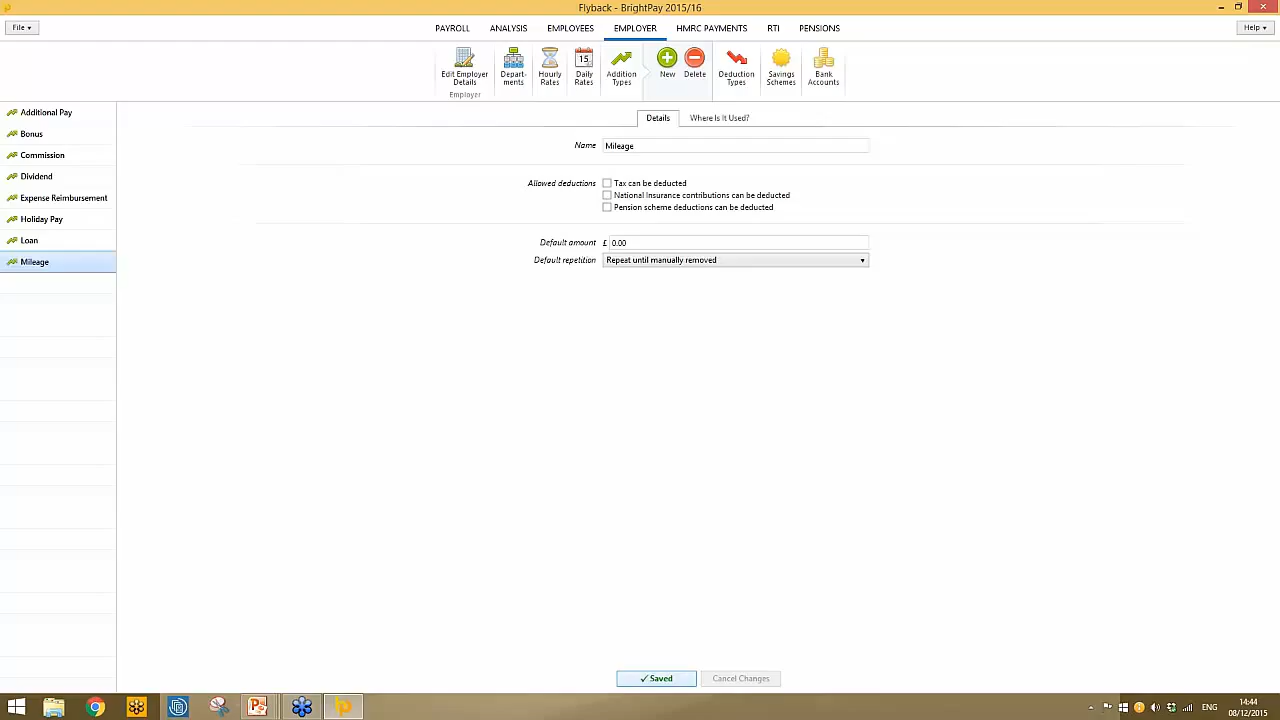 Flyback - BrightPay 2015/16
File
PAYROLL ANALYSIS EMPLOYEES EMPLOYER HMRC PAYMENTS RTI PENSIONS
Help
Edit Employer
Details
Depart-
ments
Hourly
Rates
15
Daily
Rates
Addition
Types
New
Delete
Deduction
Types
Savings
Schemes
Bank
Accounts
Employer
Additional Pay
Bonus
Commission
Dividend
Expense Reimbursement
Holiday Pay
Loan
Mileage
Details
Where Is It Used?
Name Mileage
Allowed deductions Tax can be deducted
National Insurance contributions can be deducted
Pension scheme deductions can be deducted
Default amount £ 0.00
Default repetition Repeat until manually removed
Saved
Cancel Changes
ENG
14:44
08/12/2015